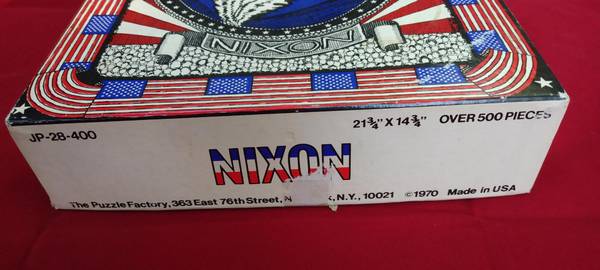 NIXON
JP-28-400
21¾" X 14¾" OVER 500 PIECES
NIXON
The Puzzle Factory, 363 East 76th Street, N.Y., 10021 ©1970 Made in USA